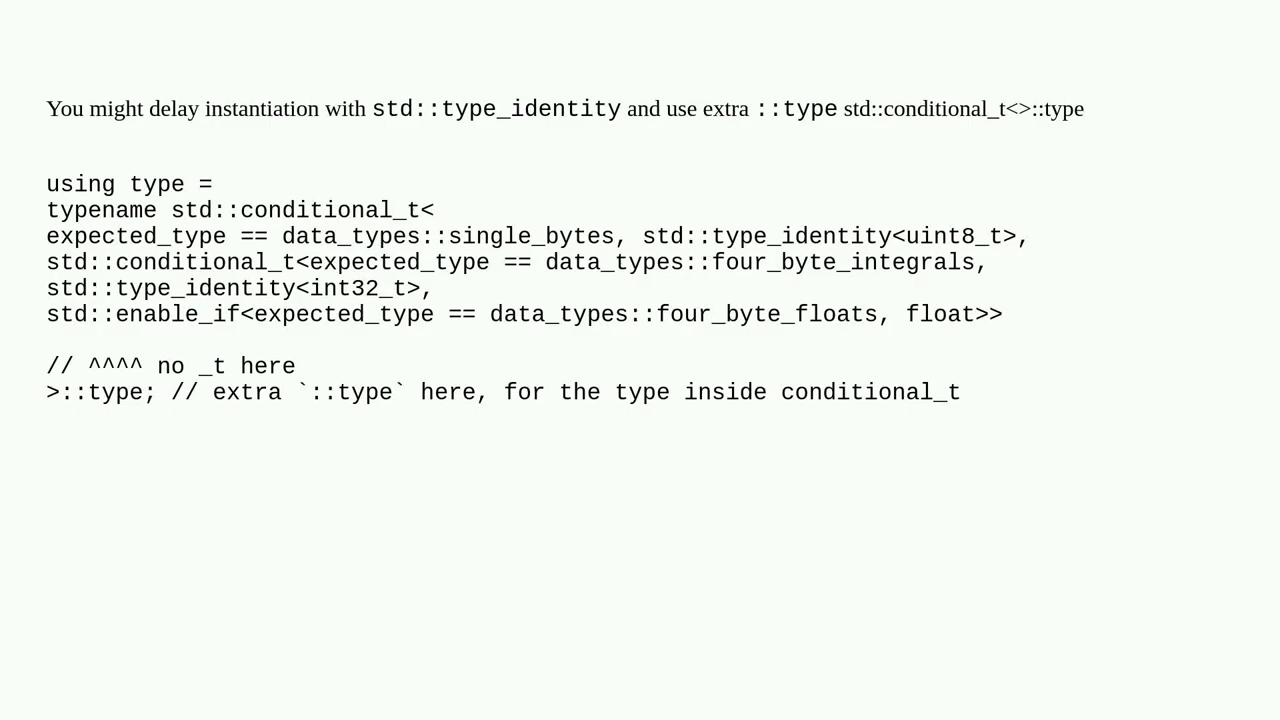 You might delay instantiation with std::type_identity and use extra ::type std::conditional_t<>::type
using type =
typename std::conditional_t<
expected_type == data_types::single_bytes, std::type_identity<uint8_t>,
std::conditional_t<expected_type == data_types::four_byte_integrals,
std::type_identity<int32_t>,
std::enable_if<expected_type == data_types::four_byte_floats, float>>
// ^^^^ no _t here
>::type; // extra `::type` here, for the type inside conditional_t